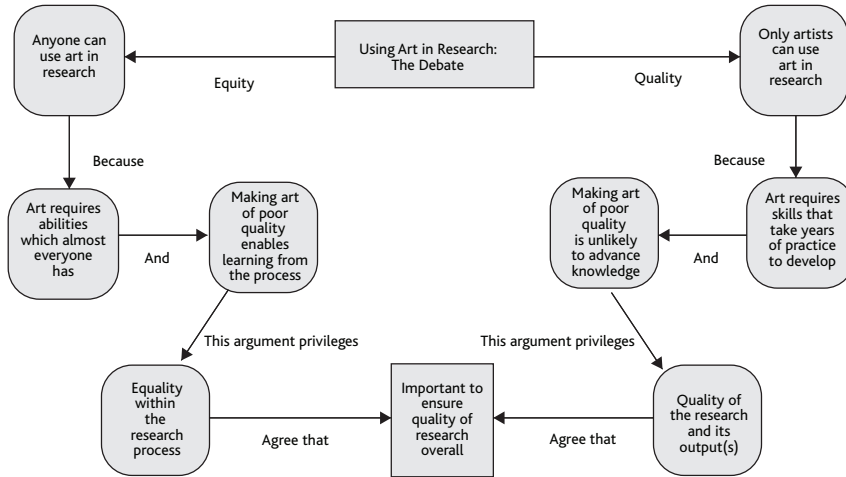 Anyone can
use art in
research
Using Art in Research:
The Debate
Only artists
can use
art in
research
Equity
Quality
Because
Because
Art requires
abilities
which almost
everyone
has
And
Making art
of poor
quality
enables
learning from
the process
Making art
of poor
quality
is unlikely
to advance
knowledge
And
Art requires
skills that
take years
of practice
to develop
This argument privileges
This argument privileges
Equality
within
the
research
process
Agree that
Important to
ensure
quality of
research
overall
Agree that
Quality of
the research
and its
output(s)